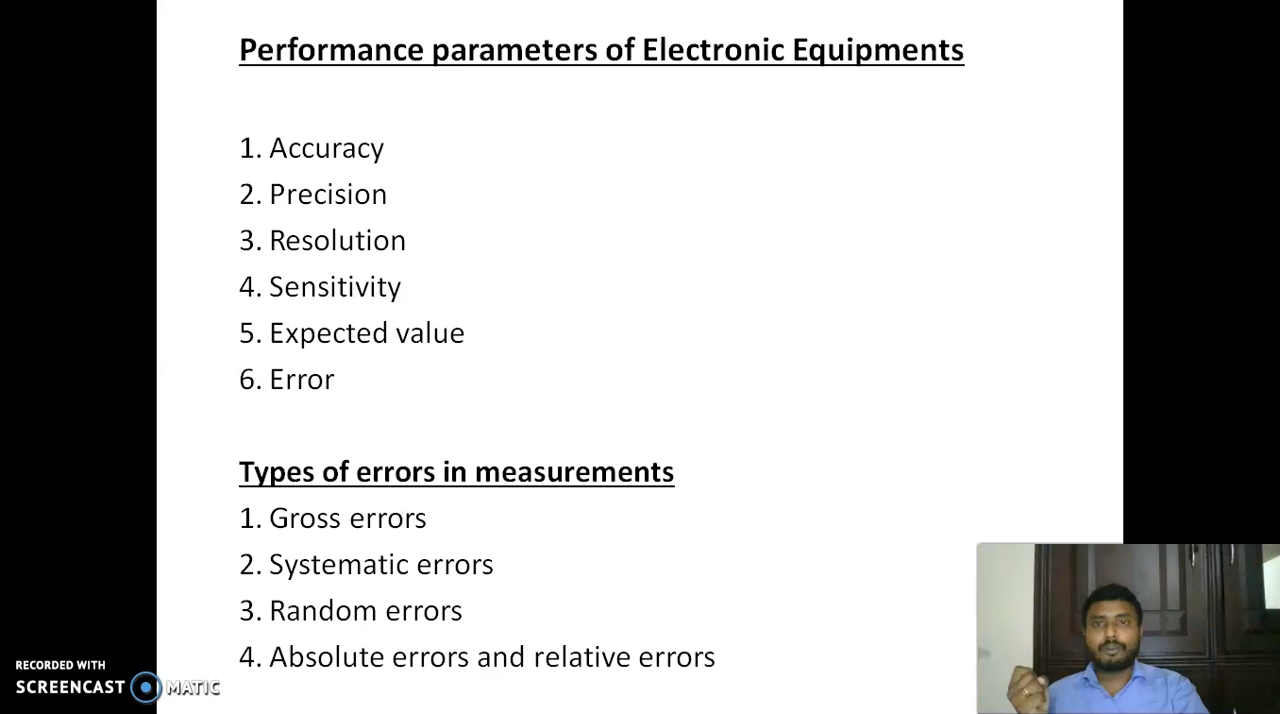 Performance parameters of Electronic Equipments
1. Accuracy
2. Precision
3. Resolution
4. Sensitivity
5. Expected value
6. Error
Types of errors in measurements
1. Gross errors
2. Systematic errors
3. Random errors
4. Absolute errors and relative errors
RECORDED WITH
SCREENCAST MATIC